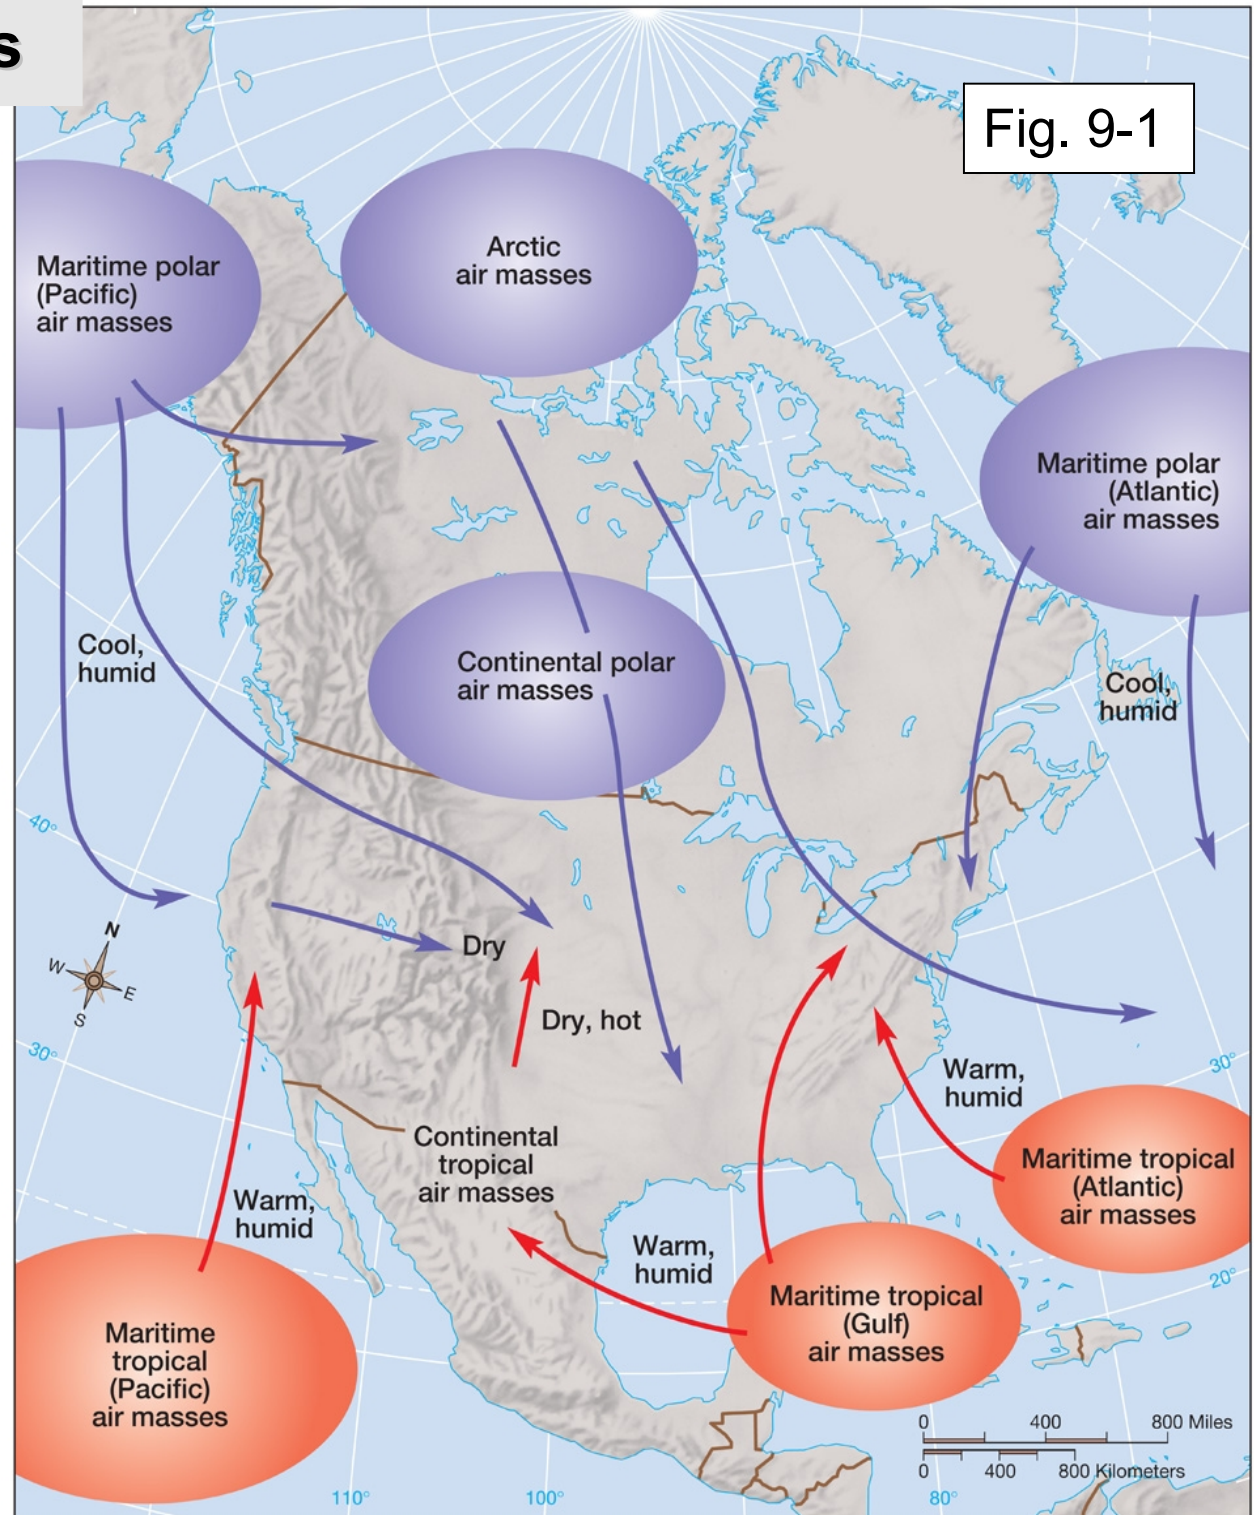 s
Fig. 9-1
Maritime polar
(Pacific)
air masses
Arctic
air masses
Maritime polar
(Atlantic)
air masses
Cool,
humid
Continental polar
air masses
Cool,
humid
40°
N
W
E
S
Dry
Dry, hot
30°
30°
Warm,
humid
Continental
tropical
air masses
Maritime tropical
(Atlantic)
air masses
Warm,
humid
Warm,
humid
20°
Maritime tropical
(Gulf)
air masses
Maritime
tropical
(Pacific)
air masses
0 400 800 Miles
0 400 800 Kilometers
110° 100° 80°